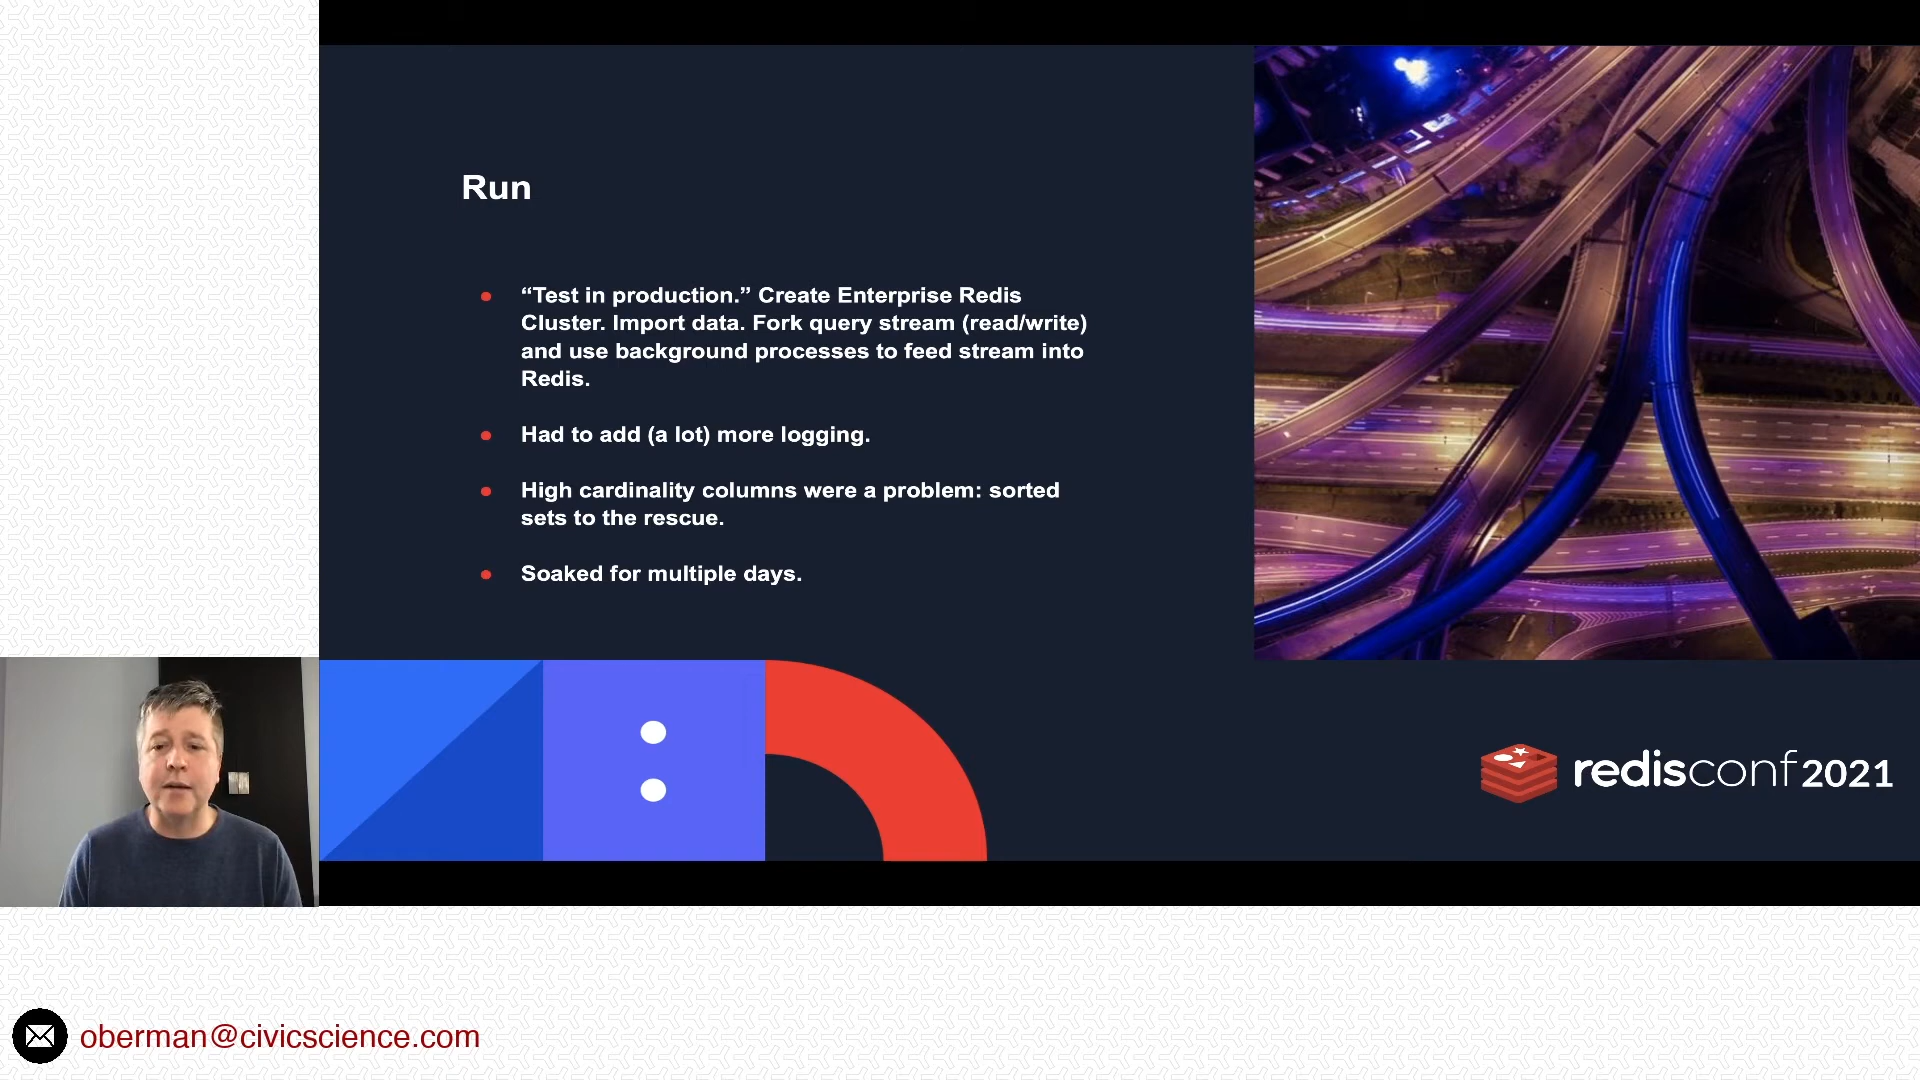 Run
“Test in production.” Create Enterprise Redis
Cluster. Import data. Fork query stream (read/write)
and use background processes to feed stream into
Redis.
Had to add (a lot) more logging.
High cardinality columns were a problem: sorted
sets to the rescue.
Soaked for multiple days.
redisconf 2021
oberman@civicscience.com